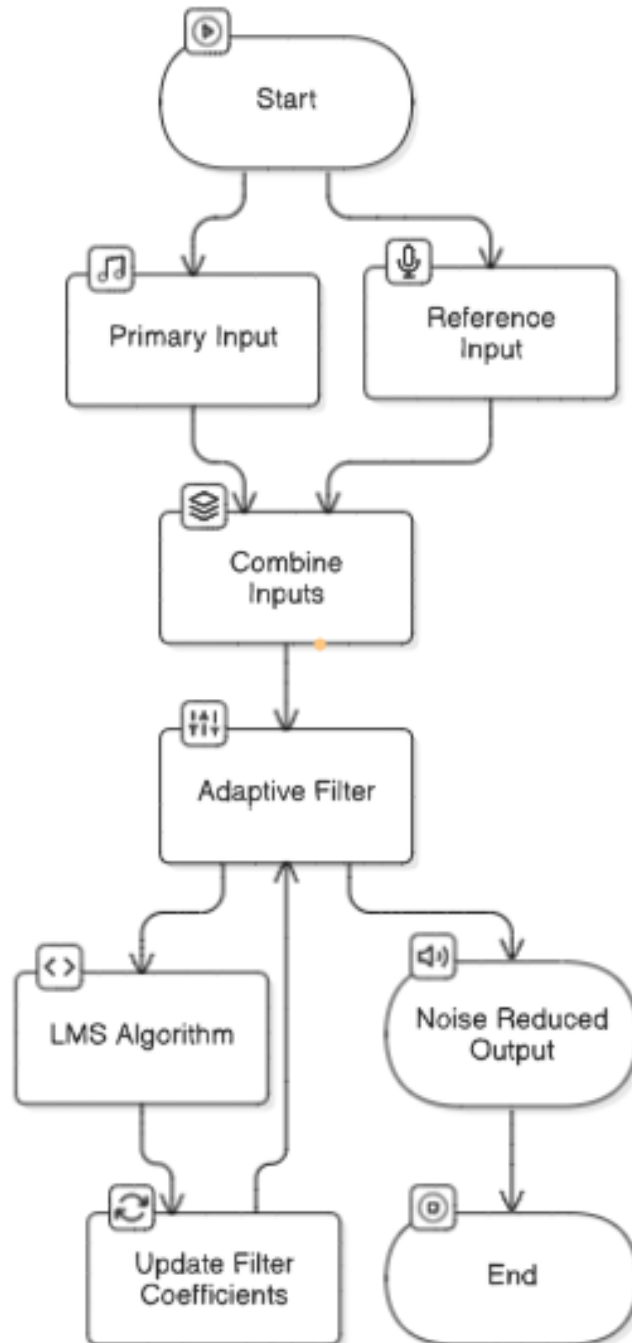 Start
Primary Input
Reference
Input
Combine
Inputs
Adaptive Filter
LMS Algorithm
Noise Reduced
Output
Update Filter
Coefficients
End